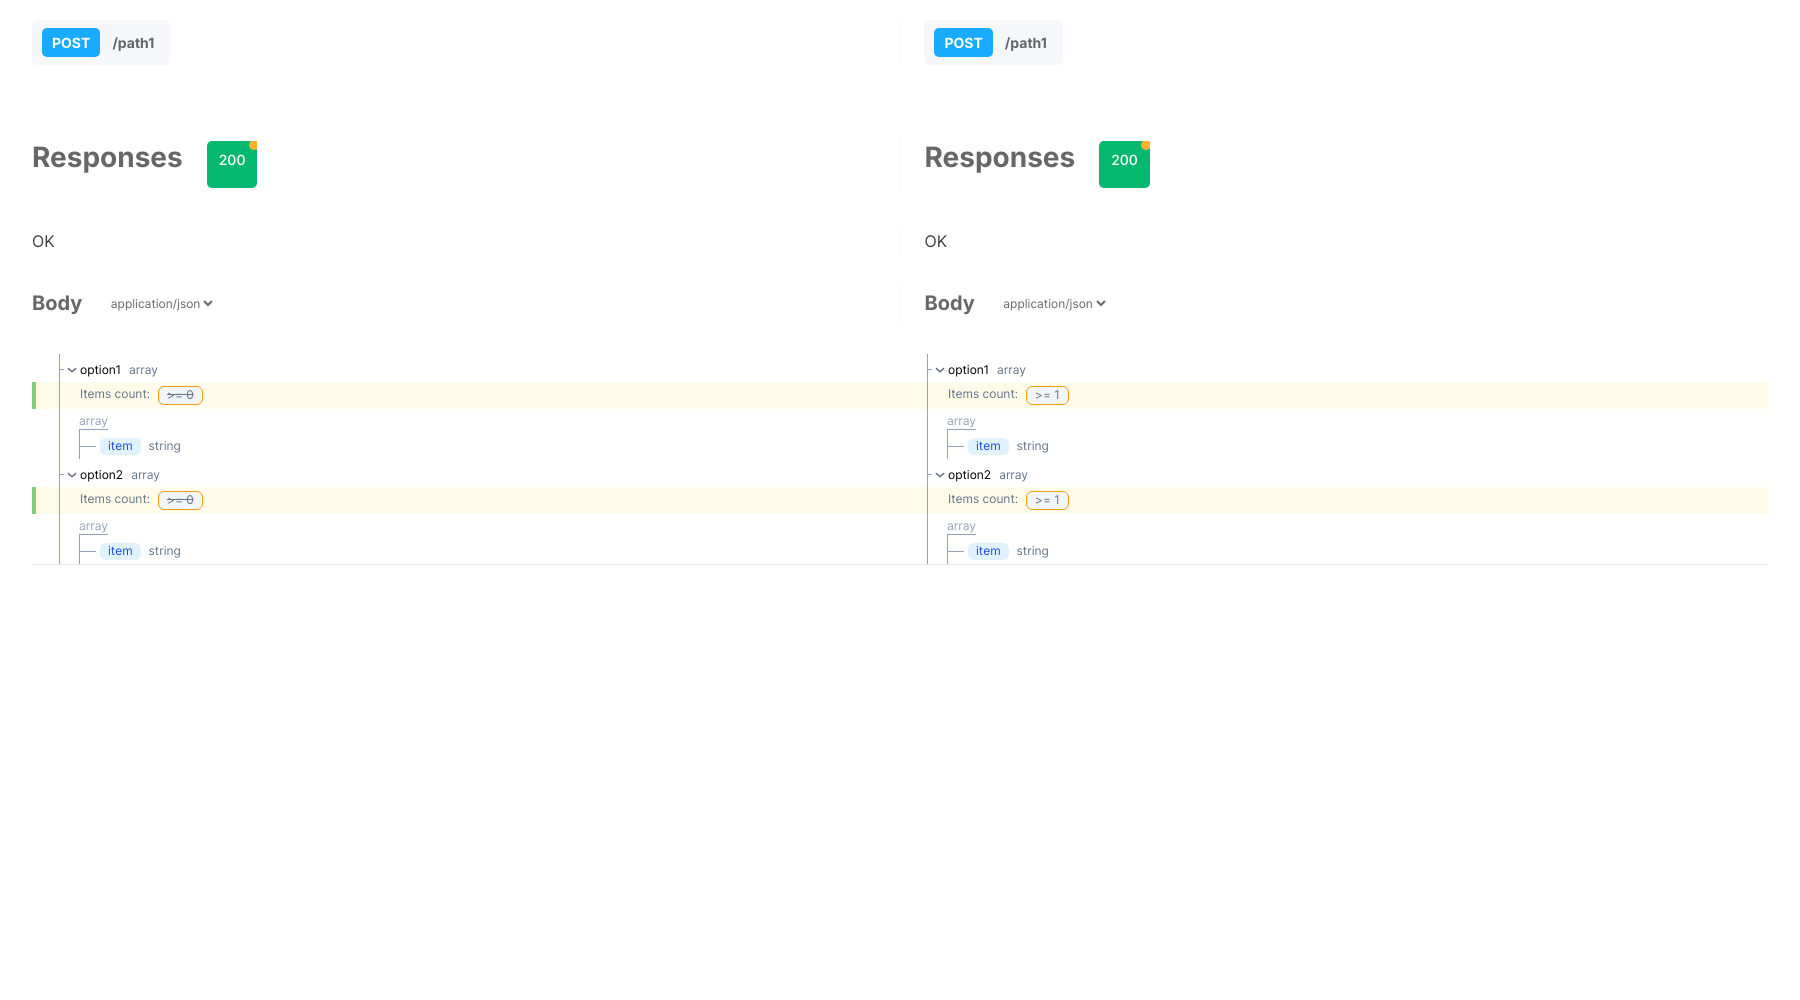 POST /path1
Responses 200
OK
Body application/json
option1 array
Items count: >= 0
array
item string
option2 array
Items count: >= 0
array
item string
POST /path1
Responses 200
OK
Body application/json
option1 array
Items count: >= 1
array
item string
option2 array
Items count: >= 1
array
item string